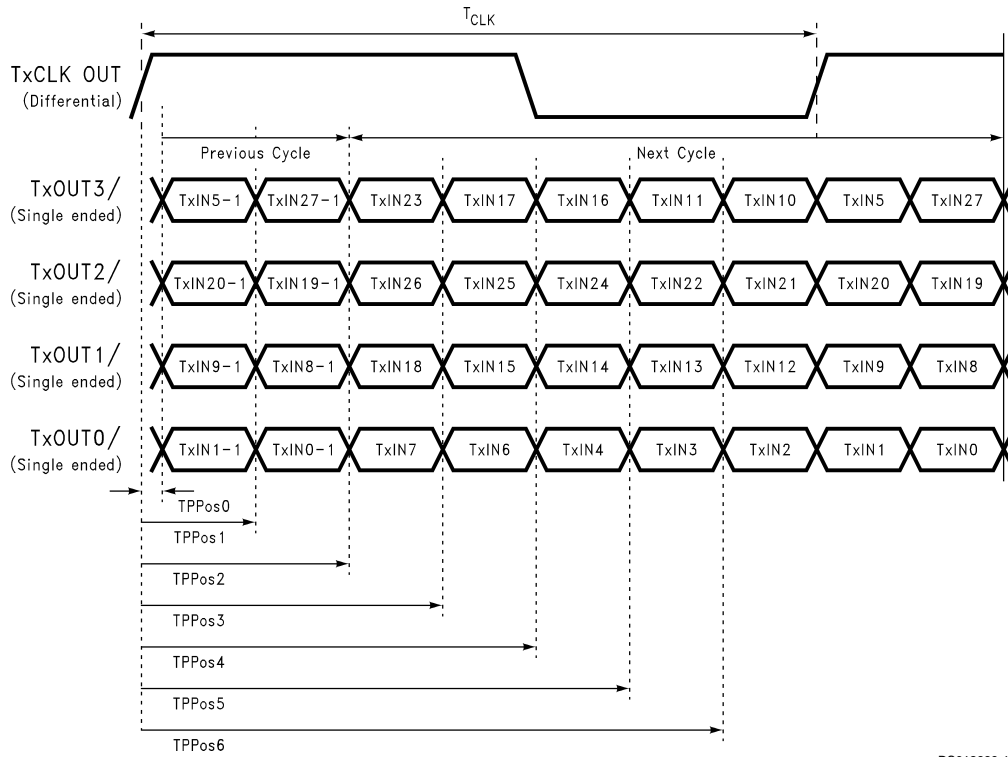 TCLK
TxCLK OUT
(Differential)
Previous Cycle
Next Cycle
TxOUT3/
(Single ended)
TxIN5-1 TxIN27-1 TxIN23 TxIN17 TxIN16 TxIN11 TxIN10 TxIN5 TxIN27
TxOUT2/
(Single ended)
TxIN20-1 TxIN19-1 TxIN26 TxIN25 TxIN24 TxIN22 TxIN21 TxIN20 TxIN19
TxOUT1/
(Single ended)
TxIN9-1 TxIN8-1 TxIN18 TxIN15 TxIN14 TxIN13 TxIN12 TxIN9 TxIN8
TxOUT0/
(Single ended)
TxIN1-1 TxIN0-1 TxIN7 TxIN6 TxIN4 TxIN3 TxIN2 TxIN1 TxIN0
TPPos0
TPPos1
TPPos2
TPPos3
TPPos4
TPPos5
TPPos6